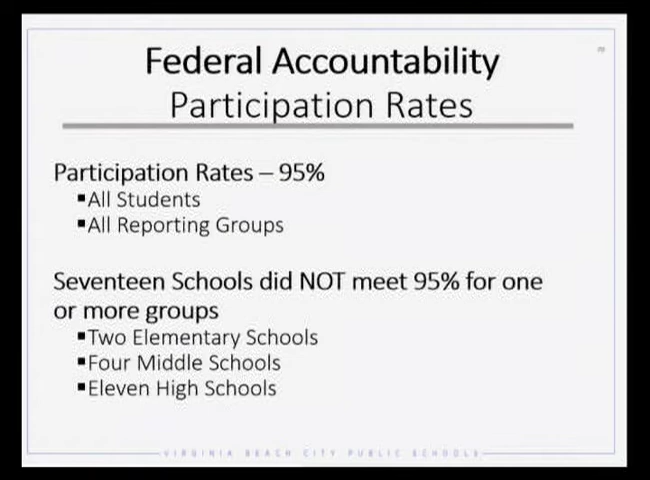 Federal Accountability
Participation Rates
Participation Rates – 95%
▪All Students
▪All Reporting Groups
Seventeen Schools did NOT meet 95% for one
or more groups
▪Two Elementary Schools
▪Four Middle Schools
▪Eleven High Schools
VIRGINIA BEACH CITY PUBLIC SCHOOLS